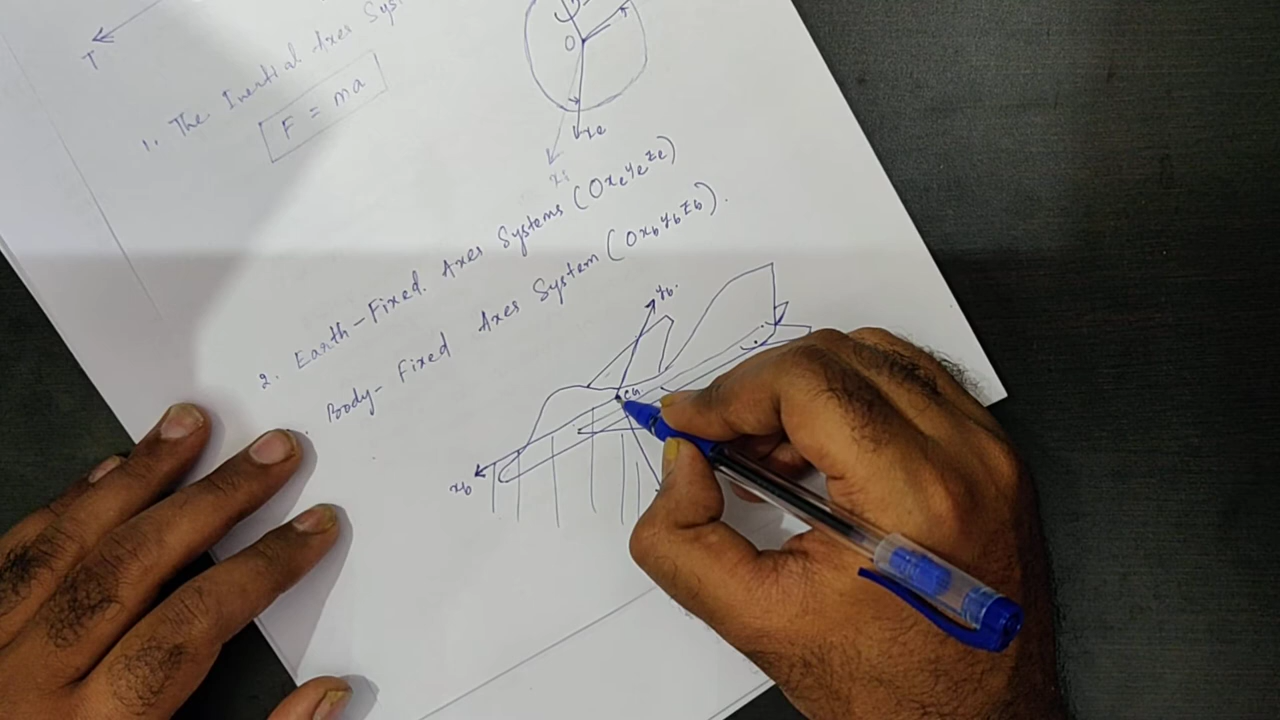 T
1. The Inertial Axes Sys
F = ma
O
xe
xi
2. Earth-Fixed. Axes Systems (Oxeyeze)
Body-Fixed Axes System (Oxbybzb).
yb.
CG.
xb